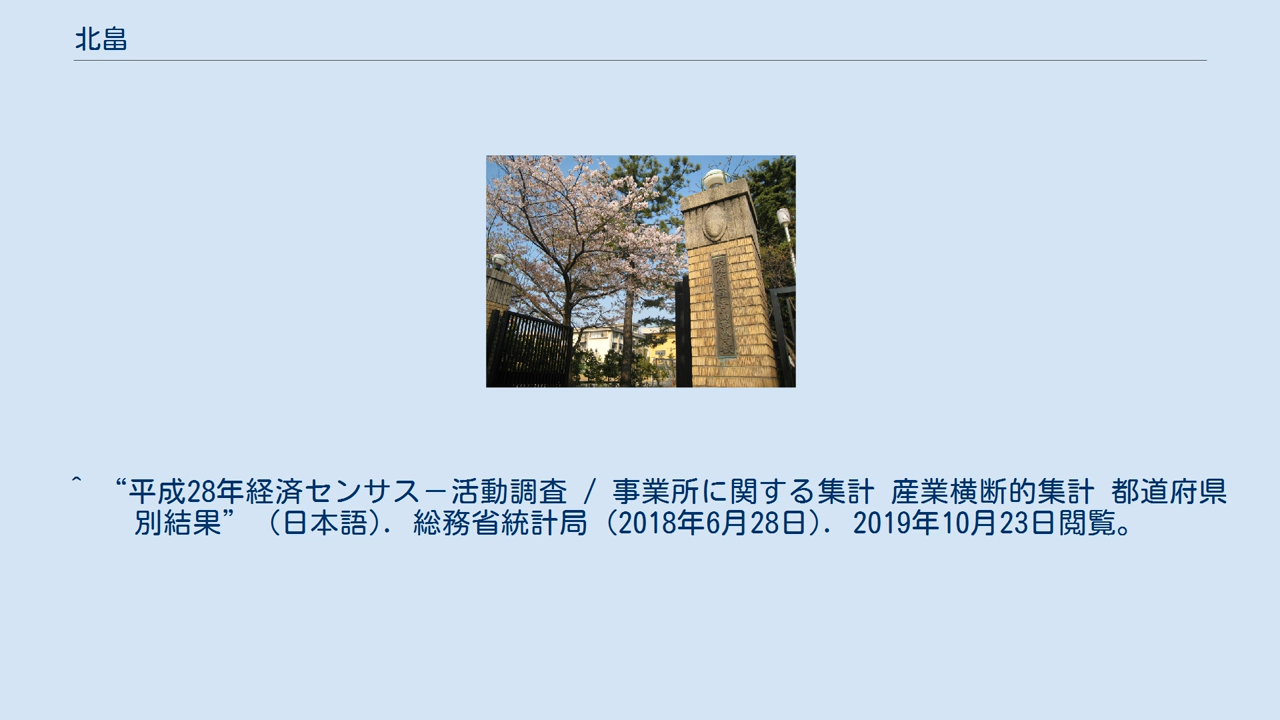 北畠
^ “平成28年経済センサス－活動調査 / 事業所に関する集計 産業横断的集計 都道府県
別結果” (日本語). 総務省統計局 (2018年6月28日). 2019年10月23日閲覧。